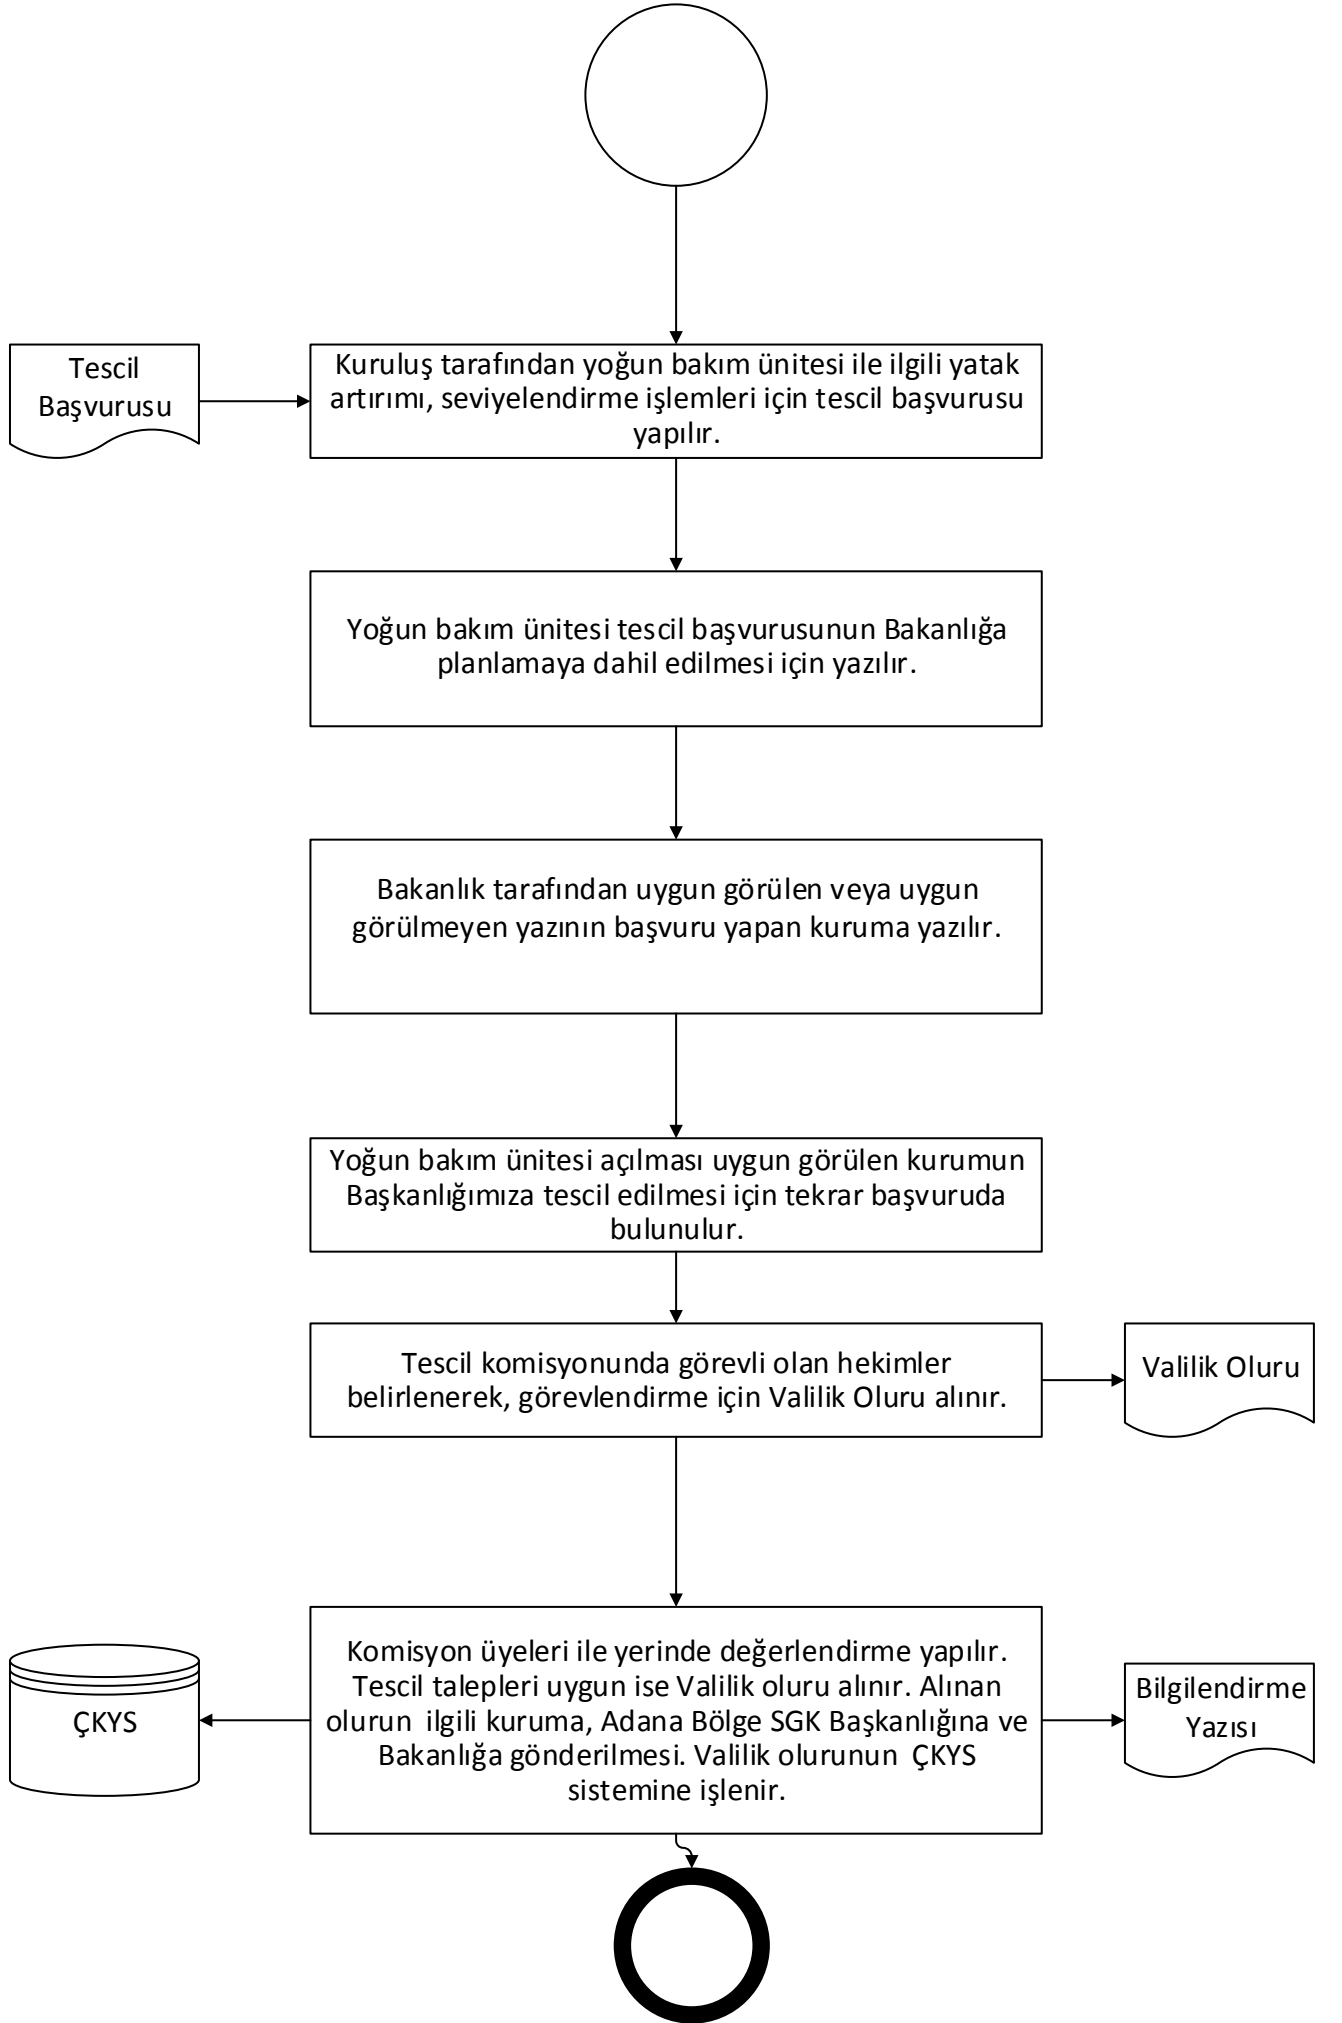 Tescil
Başvurusu
Kuruluş tarafından yoğun bakım ünitesi ile ilgili yatak
artırımı, seviyelendirme işlemleri için tescil başvurusu
yapılır.
Yoğun bakım ünitesi tescil başvurusunun Bakanlığa
planlamaya dahil edilmesi için yazılır.
Bakanlık tarafından uygun görülen veya uygun
görülmeyen yazının başvuru yapan kuruma yazılır.
Yoğun bakım ünitesi açılması uygun görülen kurumun
Başkanlığımıza tescil edilmesi için tekrar başvuruda
bulunulur.
Tescil komisyonunda görevli olan hekimler
belirlenerek, görevlendirme için Valilik Oluru alınır.
Valilik Oluru
Komisyon üyeleri ile yerinde değerlendirme yapılır.
Tescil talepleri uygun ise Valilik oluru alınır. Alınan
olurun ilgili kuruma, Adana Bölge SGK Başkanlığına ve
Bakanlığa gönderilmesi. Valilik olurunun ÇKYS
sistemine işlenir.
ÇKYS
Bilgilendirme
Yazısı